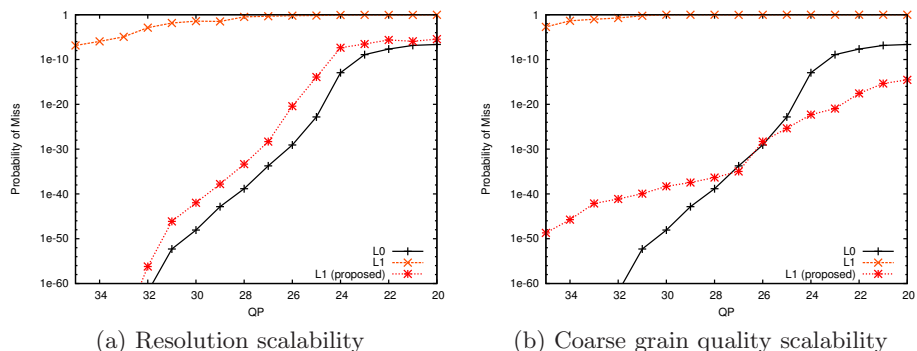 1
1e-10
1e-20
1e-30
1e-40
1e-50
1e-60
Probability of Miss
34 32 30 28 26 24 22 20
QP
L0
L1
L1 (proposed)
(a) Resolution scalability
1
1e-10
1e-20
1e-30
1e-40
1e-50
1e-60
Probability of Miss
34 32 30 28 26 24 22 20
QP
L0
L1
L1 (proposed)
(b) Coarse grain quality scalability